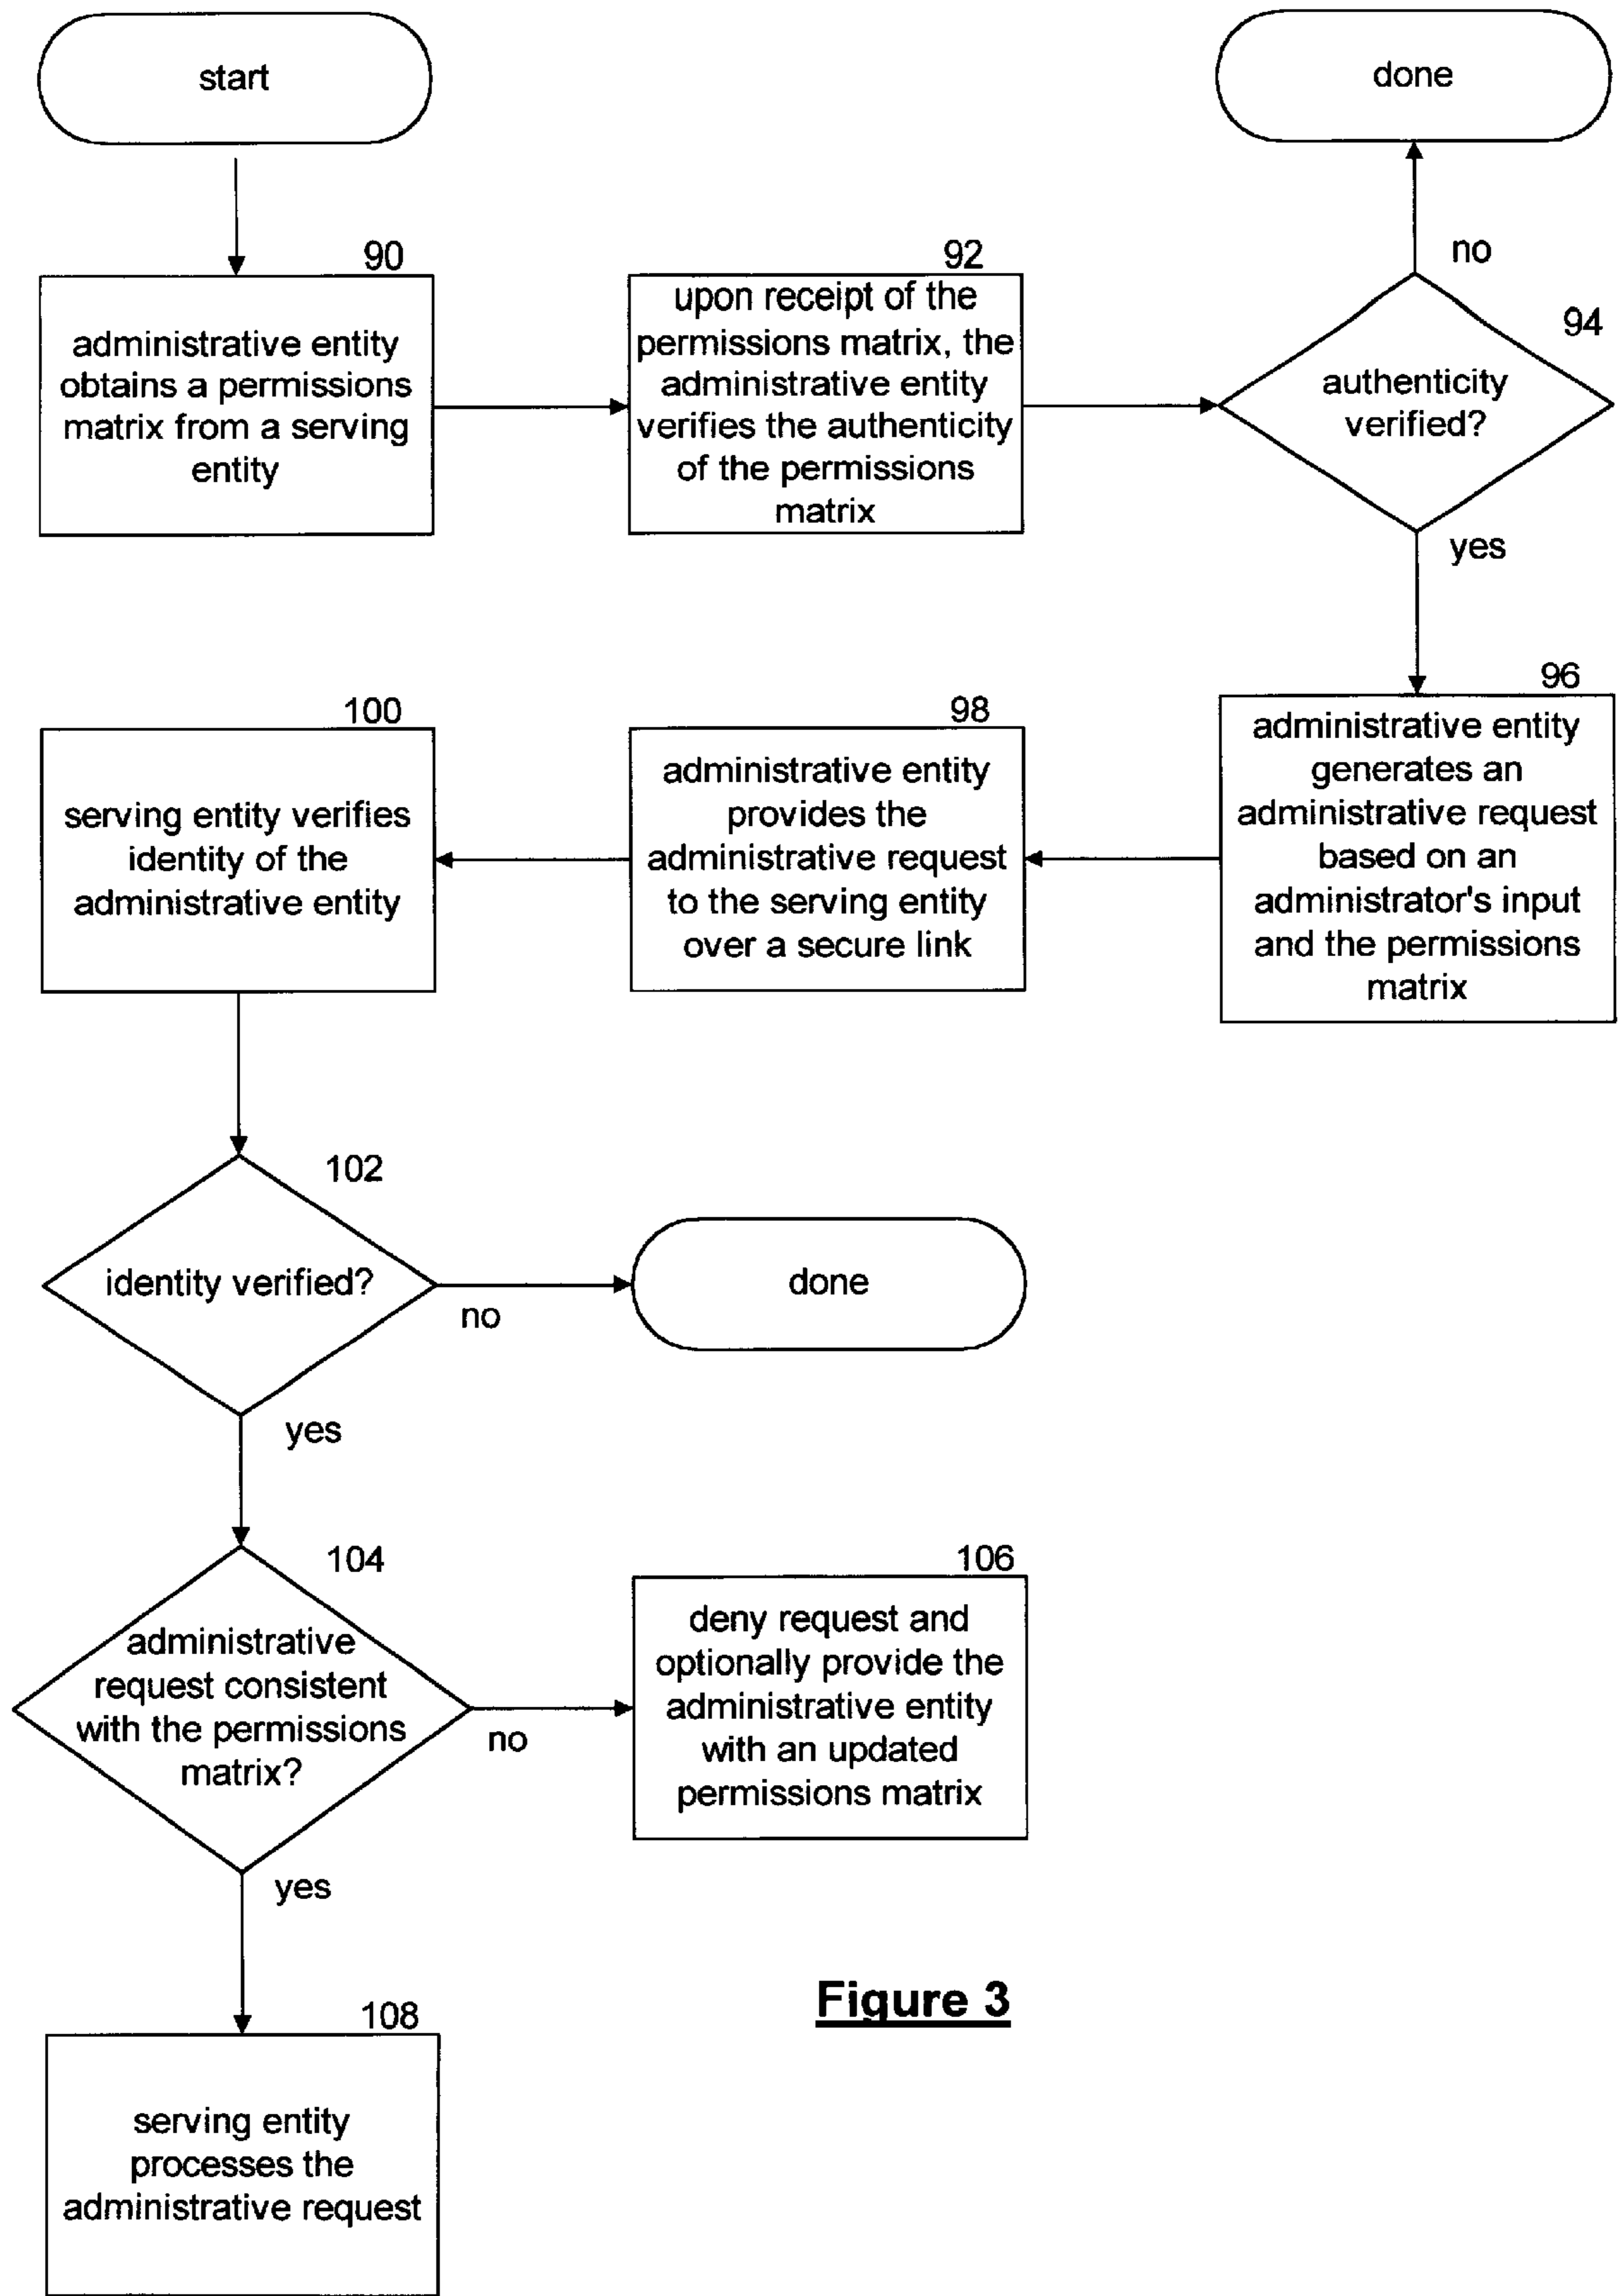 start
done
90
administrative entity
obtains a permissions
matrix from a serving
entity
92
upon receipt of the
permissions matrix, the
administrative entity
verifies the authenticity
of the permissions
matrix
no
94
authenticity
verified?
yes
96
administrative entity
generates an
administrative request
based on an
administrator's input
and the permissions
matrix
98
administrative entity
provides the
administrative request
to the serving entity
over a secure link
100
serving entity verifies
identity of the
administrative entity
102
identity verified?
no
done
yes
104
administrative
request consistent
with the permissions
matrix?
no
106
deny request and
optionally provide the
administrative entity
with an updated
permissions matrix
yes
108
serving entity
processes the
administrative request
Figure 3